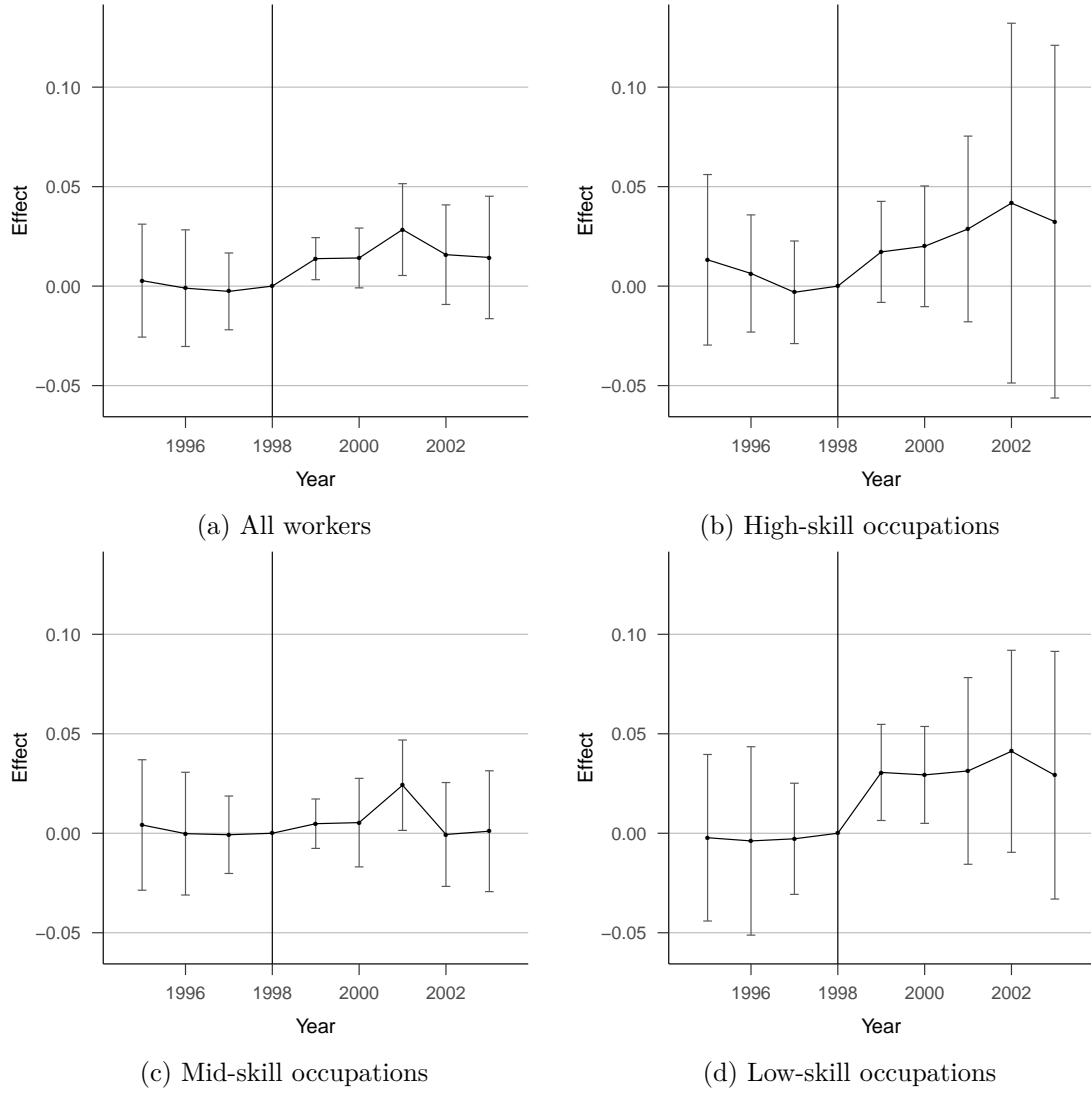 0.10
0.05
0.00
−0.05
Effect
1996 1998 2000 2002
Year
(a) All workers
0.10
0.05
0.00
−0.05
Effect
1996 1998 2000 2002
Year
(b) High-skill occupations
0.10
0.05
0.00
−0.05
Effect
1996 1998 2000 2002
Year
(c) Mid-skill occupations
0.10
0.05
0.00
−0.05
Effect
1996 1998 2000 2002
Year
(d) Low-skill occupations